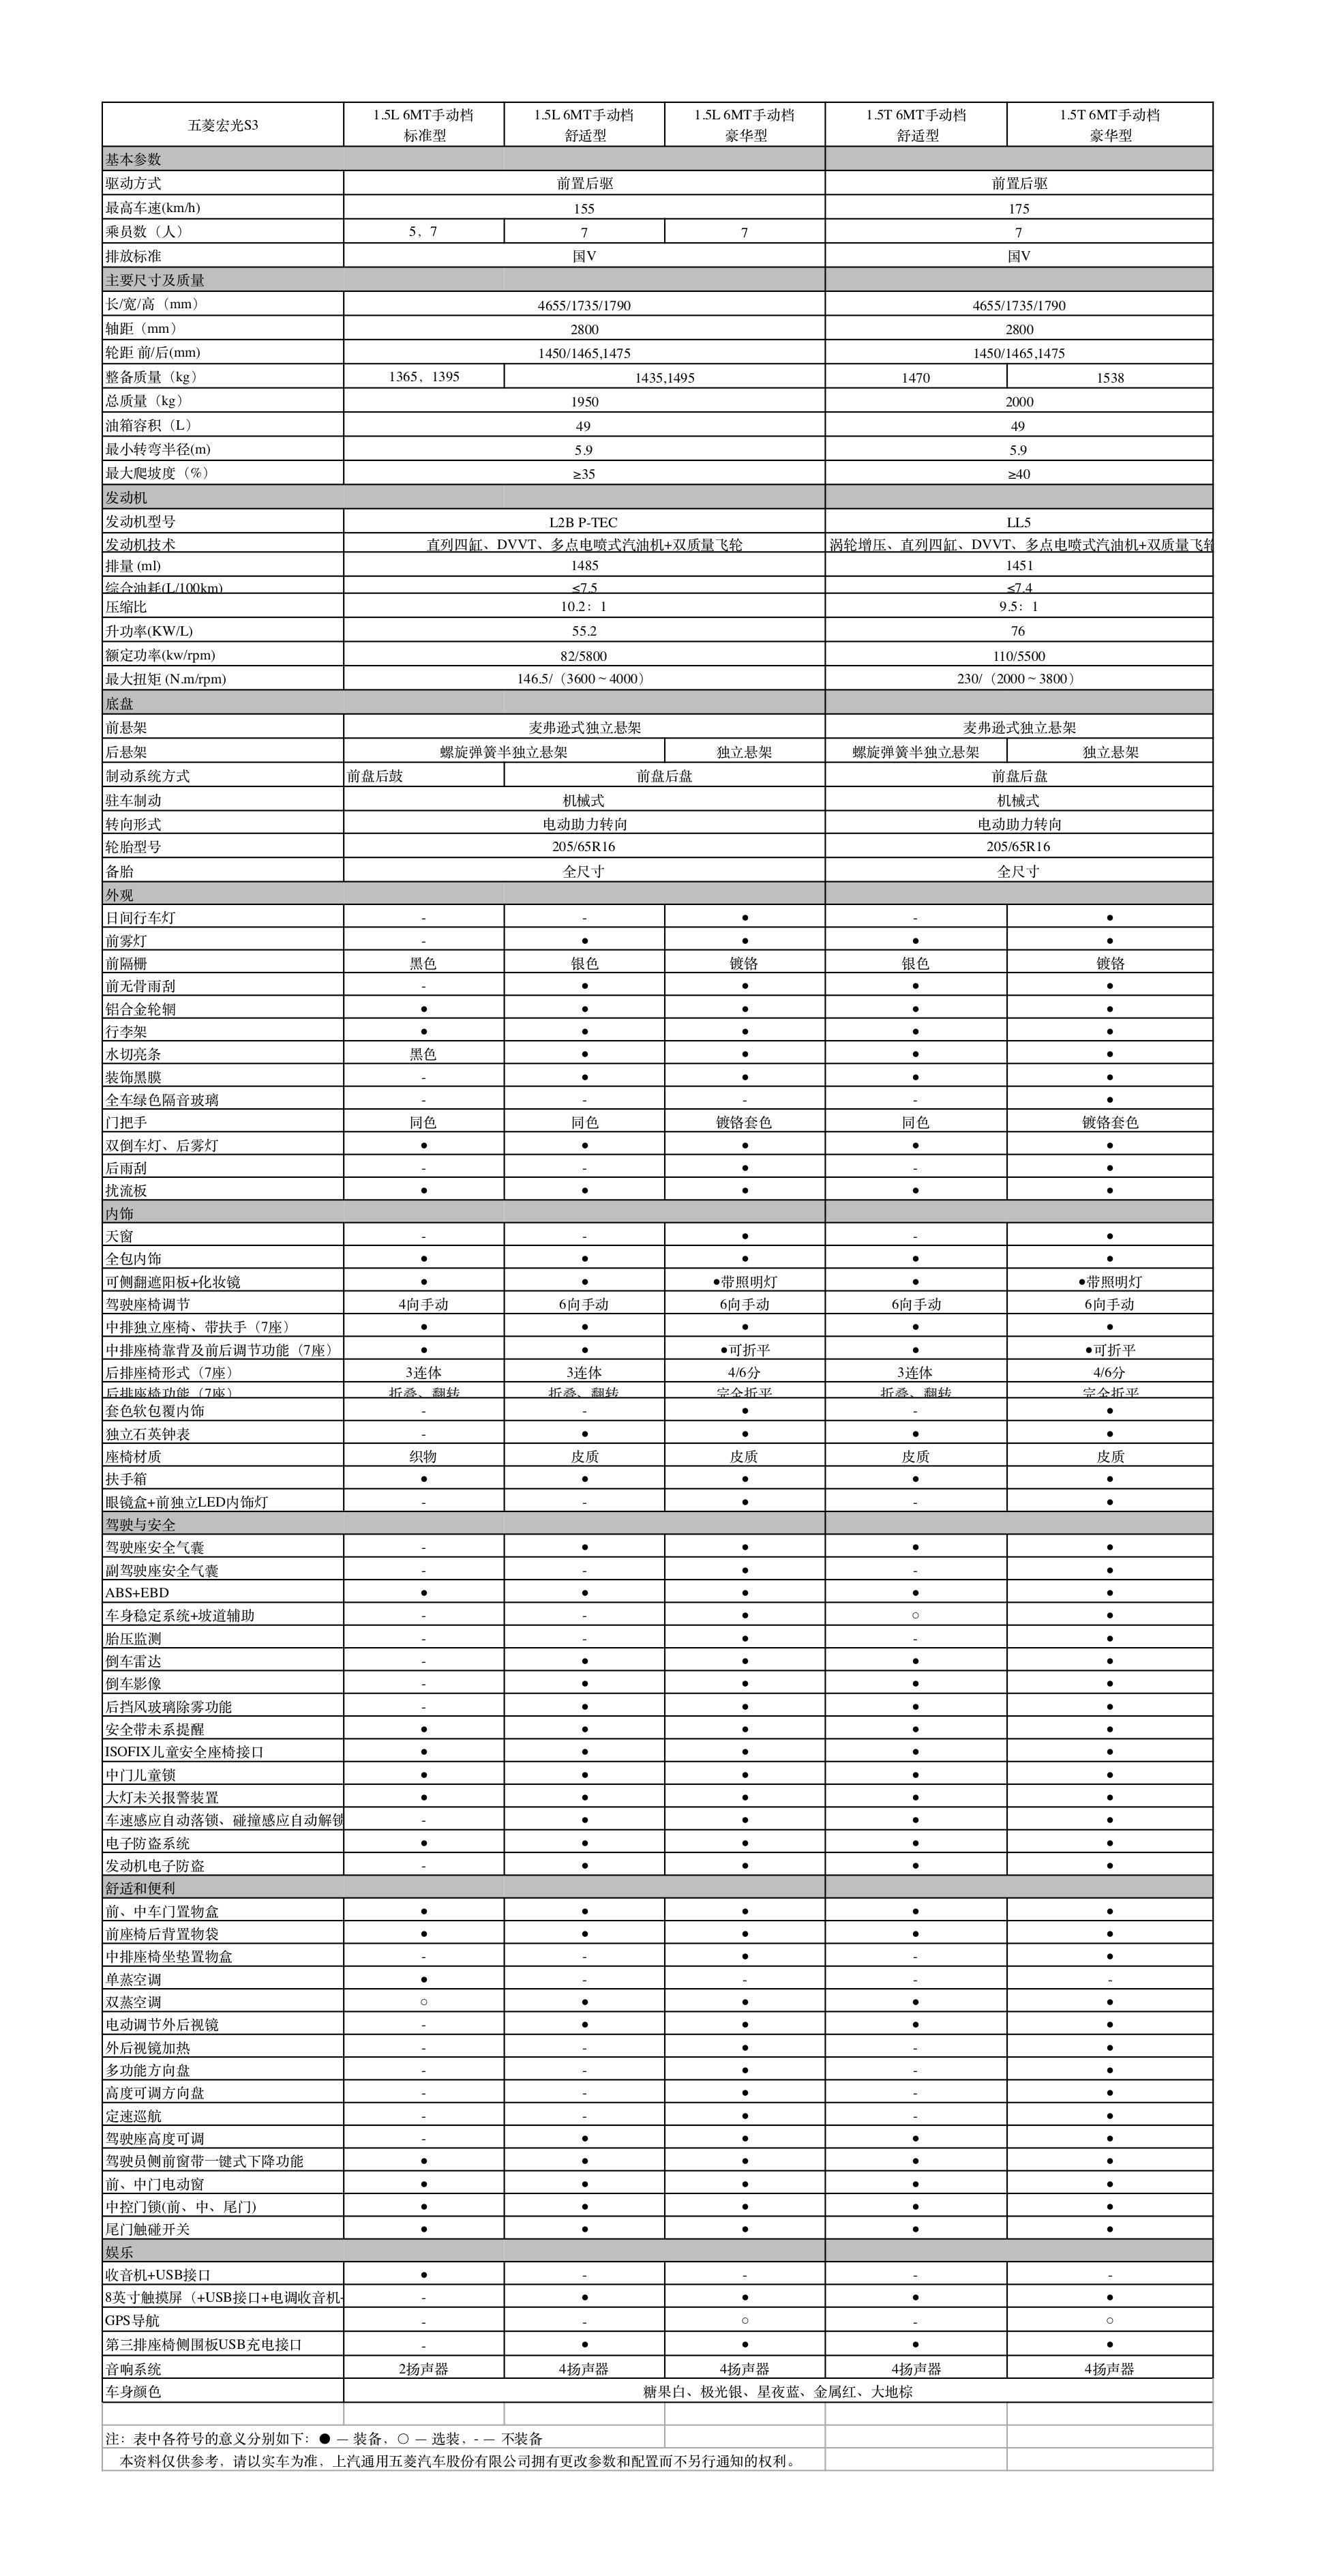 五菱宏光S3 1.5L 6MT手动档 1.5L 6MT手动档 1.5L 6MT手动档 1.5T 6MT手动档 1.5T 6MT手动档
标准型 舒适型 豪华型 舒适型 豪华型
基本参数
驱动方式 前置后驱 前置后驱
最高车速(km/h) 155 175
乘员数（人） 5，7 7 7 7
排放标准 国V 国V
主要尺寸及质量
长/宽/高（mm） 4655/1735/1790 4655/1735/1790
轴距（mm） 2800 2800
轮距 前/后(mm) 1450/1465,1475 1450/1465,1475
整备质量（kg） 1365，1395 1435,1495 1470 1538
总质量（kg） 1950 2000
油箱容积（L） 49 49
最小转弯半径(m) 5.9 5.9
最大爬坡度（%） ≥35 ≥40
发动机
发动机型号 L2B P-TEC LL5
发动机技术 直列四缸、DVVT、多点电喷式汽油机+双质量飞轮 涡轮增压、直列四缸、DVVT、多点电喷式汽油机+双质量飞轮
排量 (ml) 1485 1451
综合油耗(L/100km) ≤7.5 ≤7.4
压缩比 10.2：1 9.5：1
升功率(KW/L) 55.2 76
额定功率(kw/rpm) 82/5800 110/5500
最大扭矩 (N.m/rpm) 146.5/（3600～4000） 230/（2000～3800）
底盘
前悬架 麦弗逊式独立悬架 麦弗逊式独立悬架
后悬架 螺旋弹簧半独立悬架 独立悬架 螺旋弹簧半独立悬架 独立悬架
制动系统方式 前盘后鼓 前盘后盘 前盘后盘
驻车制动 机械式 机械式
转向形式 电动助力转向 电动助力转向
轮胎型号 205/65R16 205/65R16
备胎 全尺寸 全尺寸
外观
日间行车灯 - - ● - ●
前雾灯 - ● ● ● ●
前隔栅 黑色 银色 镀铬 银色 镀铬
前无骨雨刮 - ● ● ● ●
铝合金轮辋 ● ● ● ● ●
行李架 ● ● ● ● ●
水切亮条 黑色 ● ● ● ●
装饰黑膜 - ● ● ● ●
全车绿色隔音玻璃 - - - - ●
门把手 同色 同色 镀铬套色 同色 镀铬套色
双倒车灯、后雾灯 ● ● ● ● ●
后雨刮 - - ● - ●
扰流板 ● ● ● ● ●
内饰
天窗 - - ● - ●
全包内饰 ● ● ● ● ●
可侧翻遮阳板+化妆镜 ● ● ●带照明灯 ● ●带照明灯
驾驶座椅调节 4向手动 6向手动 6向手动 6向手动 6向手动
中排独立座椅、带扶手（7座） ● ● ● ● ●
中排座椅靠背及前后调节功能（7座） ● ● ●可折平 ● ●可折平
后排座椅形式（7座） 3连体 3连体 4/6分 3连体 4/6分
后排座椅功能（7座） 折叠、翻转 折叠、翻转 完全折平 折叠、翻转 完全折平
套色软包覆内饰 - - ● - ●
独立石英钟表 - ● ● ● ●
座椅材质 织物 皮质 皮质 皮质 皮质
扶手箱 ● ● ● ● ●
眼镜盒+前独立LED内饰灯 - - ● - ●
驾驶与安全
驾驶座安全气囊 - ● ● ● ●
副驾驶座安全气囊 - - ● - ●
ABS+EBD ● ● ● ● ●
车身稳定系统+坡道辅助 - - ● ○ ●
胎压监测 - - ● - ●
倒车雷达 - ● ● ● ●
倒车影像 - ● ● ● ●
后挡风玻璃除雾功能 - ● ● ● ●
安全带未系提醒 ● ● ● ● ●
ISOFIX儿童安全座椅接口 ● ● ● ● ●
中门儿童锁 ● ● ● ● ●
大灯未关报警装置 ● ● ● ● ●
车速感应自动落锁、碰撞感应自动解锁 - ● ● ● ●
电子防盗系统 ● ● ● ● ●
发动机电子防盗 - ● ● ● ●
舒适和便利
前、中车门置物盒 ● ● ● ● ●
前座椅后背置物袋 ● ● ● ● ●
中排座椅坐垫置物盒 - - ● - ●
单蒸空调 ● - - - -
双蒸空调 ○ ● ● ● ●
电动调节外后视镜 - ● ● ● ●
外后视镜加热 - - ● - ●
多功能方向盘 - - ● - ●
高度可调方向盘 - - ● - ●
定速巡航 - - ● - ●
驾驶座高度可调 - ● ● ● ●
驾驶员侧前窗带一键式下降功能 ● ● ● ● ●
前、中门电动窗 ● ● ● ● ●
中控门锁(前、中、尾门) ● ● ● ● ●
尾门触碰开关 ● ● ● ● ●
娱乐
收音机+USB接口 ● - - - -
8英寸触摸屏（+USB接口+电调收音机 - ● ● ● ●
GPS导航 - - ○ - ○
第三排座椅侧围板USB充电接口 - ● ● ● ●
音响系统 2扬声器 4扬声器 4扬声器 4扬声器 4扬声器
车身颜色 糖果白、极光银、星夜蓝、金属红、大地棕
注：表中各符号的意义分别如下：● — 装备，○ — 选装，- — 不装备
本资料仅供参考，请以实车为准，上汽通用五菱汽车股份有限公司拥有更改参数和配置而不另行通知的权利。